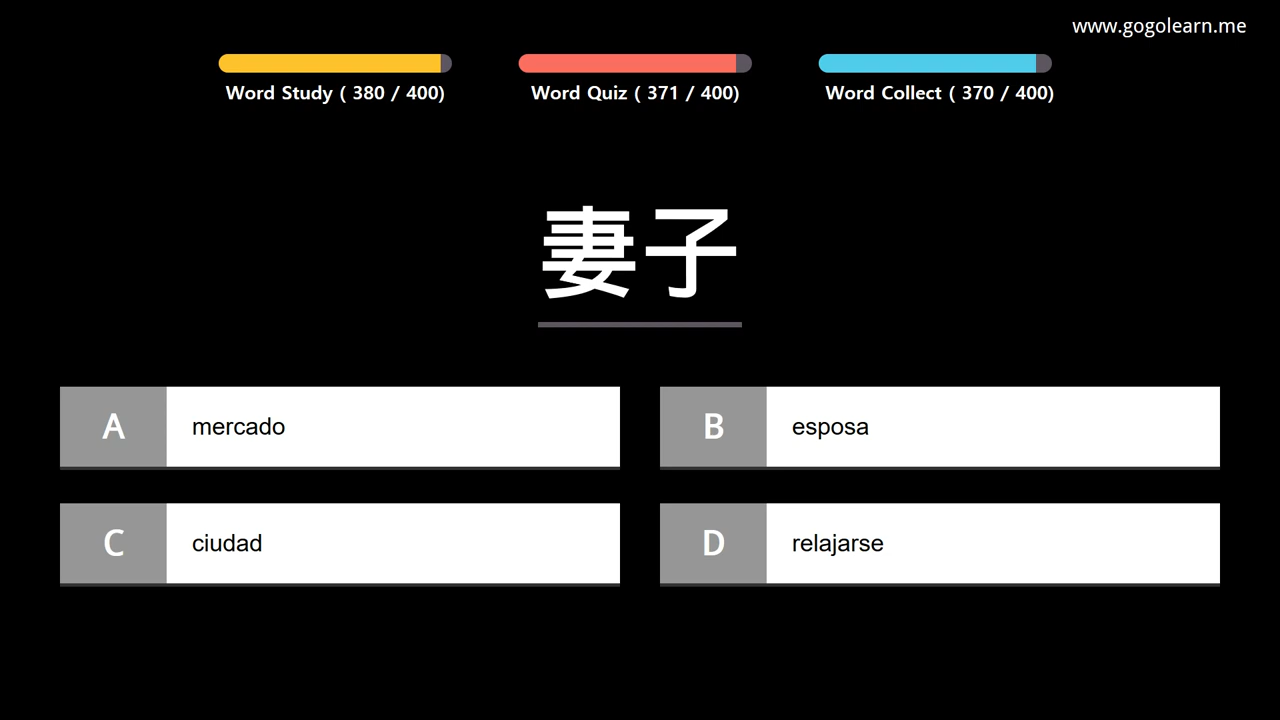 www.gogolearn.me
Word Study ( 380 / 400)
Word Quiz ( 371 / 400)
Word Collect ( 370 / 400)
妻子
A mercado
B esposa
C ciudad
D relajarse